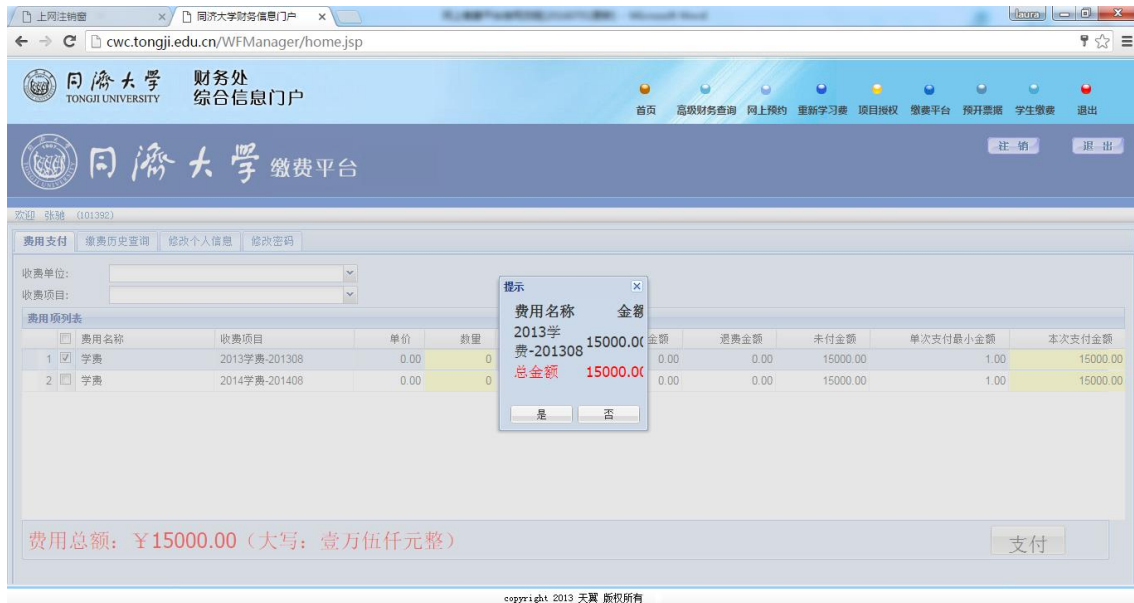 上网注销窗
同济大学财务信息门户
laura
cwc.tongji.edu.cn/WFManager/home.jsp
同济大学
TONGJI UNIVERSITY
财务处
综合信息门户
首页 高级财务查询 网上预约 重新学习费 项目授权 缴费平台 预开票据 学生缴费 退出
同济大学 缴费平台
注 销 退 出
欢迎 (101392)
费用支付 缴费历史查询 修改个人信息 修改密码
收费单位:
收费项目:
费用项列表
费用名称 收费项目 单价 数量 金额 退费金额 未付金额 单次支付最小金额 本次支付金额
1 学费 2013学费-201308 0.00 0 0.00 0.00 15000.00 1.00 15000.00
2 学费 2014学费-201408 0.00 0 0.00 0.00 15000.00 1.00 15000.00
提示
费用名称 金额
2013学
费-201308 15000.00
总金额 15000.00
是 否
费用总额：￥15000.00（大写：壹万伍仟元整）
支付
copyright 2013 天翼 版权所有